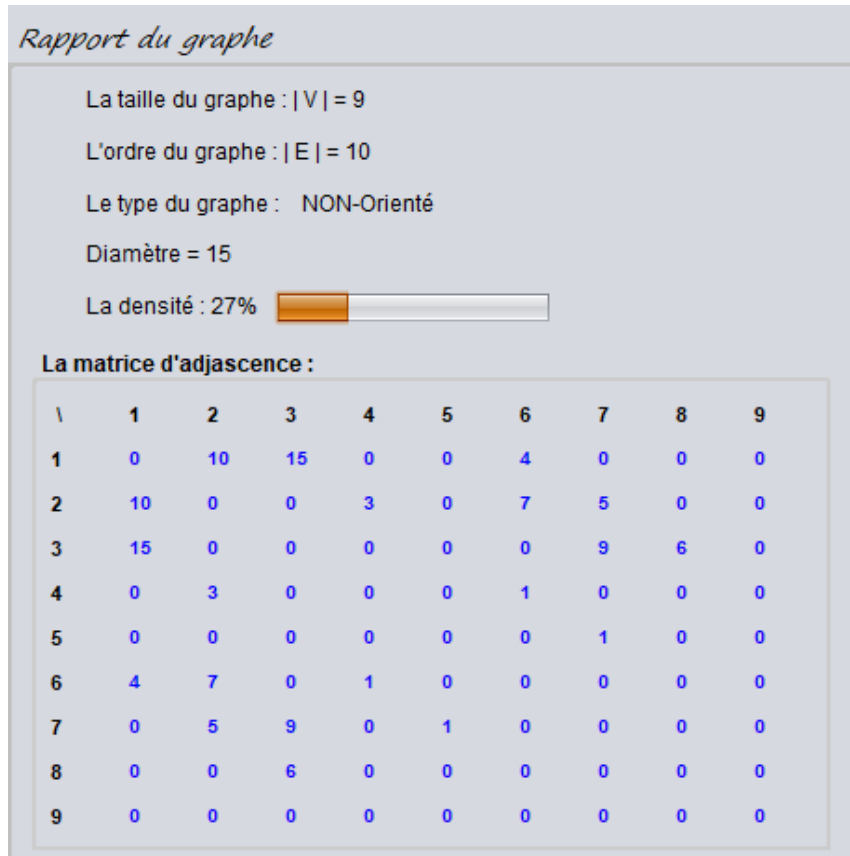 Rapport du graphe
La taille du graphe : | V | = 9
L'ordre du graphe : | E | = 10
Le type du graphe : NON-Orienté
Diamètre = 15
La densité : 27%
La matrice d'adjascence :
\ 1 2 3 4 5 6 7 8 9
1 0 10 15 0 0 4 0 0 0
2 10 0 0 3 0 7 5 0 0
3 15 0 0 0 0 0 9 6 0
4 0 3 0 0 0 1 0 0 0
5 0 0 0 0 0 0 1 0 0
6 4 7 0 1 0 0 0 0 0
7 0 5 9 0 1 0 0 0 0
8 0 0 6 0 0 0 0 0 0
9 0 0 0 0 0 0 0 0 0